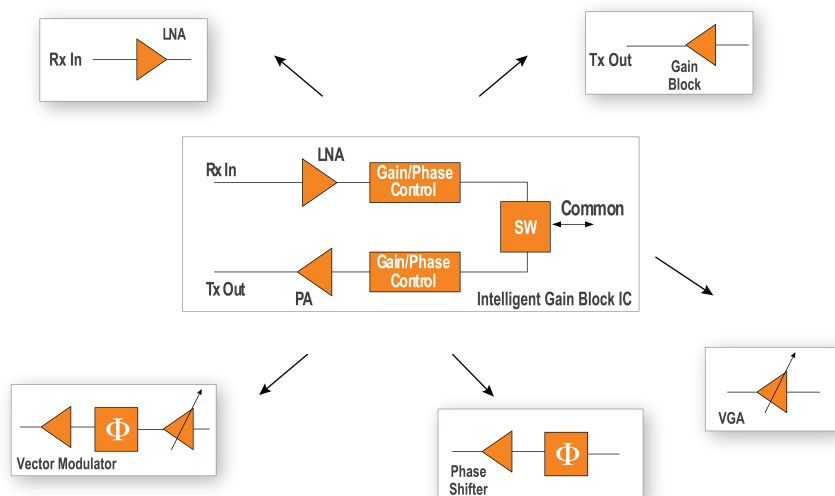 LNA
Rx In
Tx Out
Gain
Block
LNA
Rx In
Gain/Phase
Control
SW
Common
Gain/Phase
Control
Tx Out
PA
Intelligent Gain Block IC
Φ
Vector Modulator
Φ
Phase
Shifter
VGA